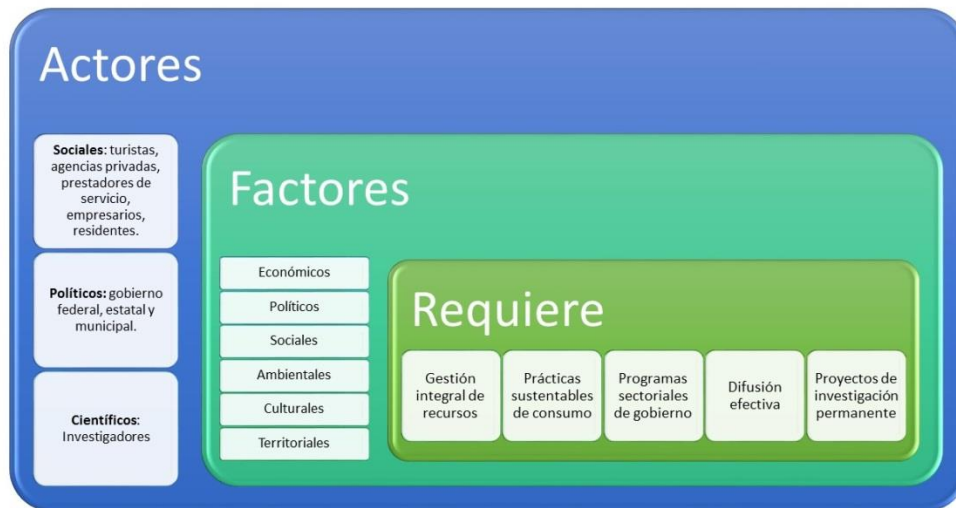 Actores
Sociales: turistas,
agencias privadas,
prestadores de
servicio,
empresarios,
residentes.
Políticos: gobierno
federal, estatal y
municipal.
Científicos:
Investigadores
Factores
Económicos
Políticos
Sociales
Ambientales
Culturales
Territoriales
Requiere
Gestión
integral de
recursos
Prácticas
sustentables
de consumo
Programas
sectoriales
de gobierno
Difusión
efectiva
Proyectos de
investigación
permanente